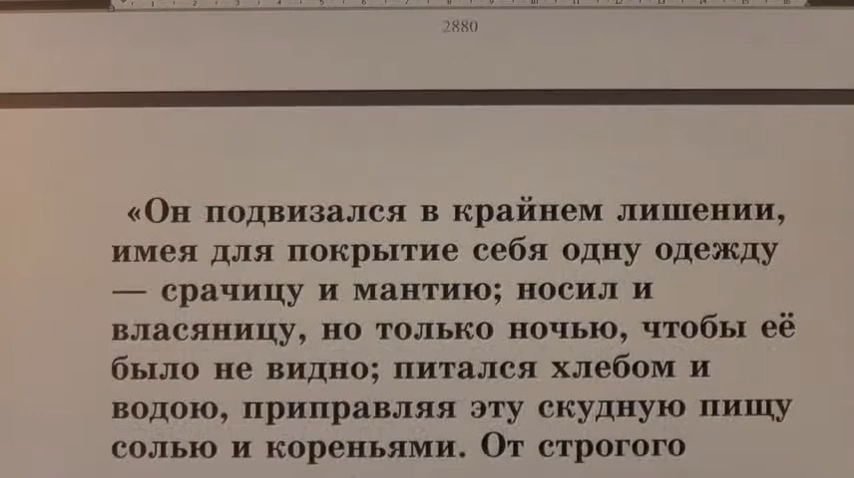 2880
«Он подвизался в крайнем лишении,
имея для покрытие себя одну одежду
— срачицу и мантию; носил и
власяницу, но только ночью, чтобы её
было не видно; питался хлебом и
водою, приправляя эту скудную пищу
солью и кореньями. От строгого